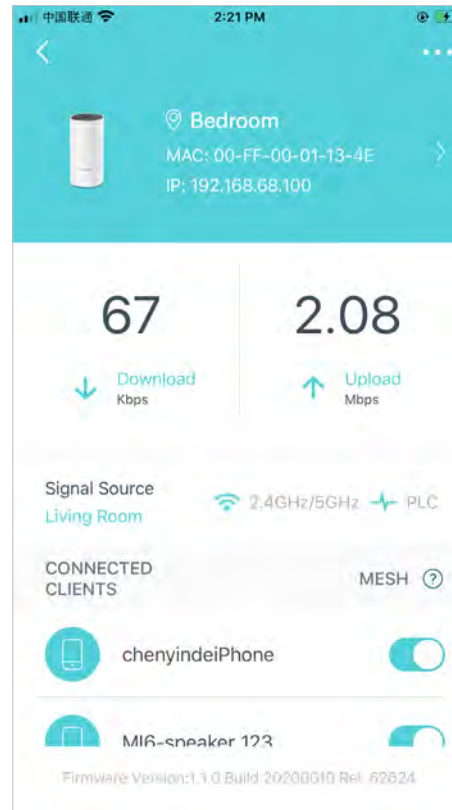 中国联通
2:21 PM
Bedroom
MAC: 00-FF-00-01-13-4E
IP: 192.168.68.100
67
2.08
Download
Kbps
Upload
Mbps
Signal Source
Living Room
2.4GHz/5GHz
PLC
CONNECTED
CLIENTS
MESH
?
chenyindeiPhone
MI6-speaker 123
Firmware Version:1.1.0 Build 20200010 Rel. 62624